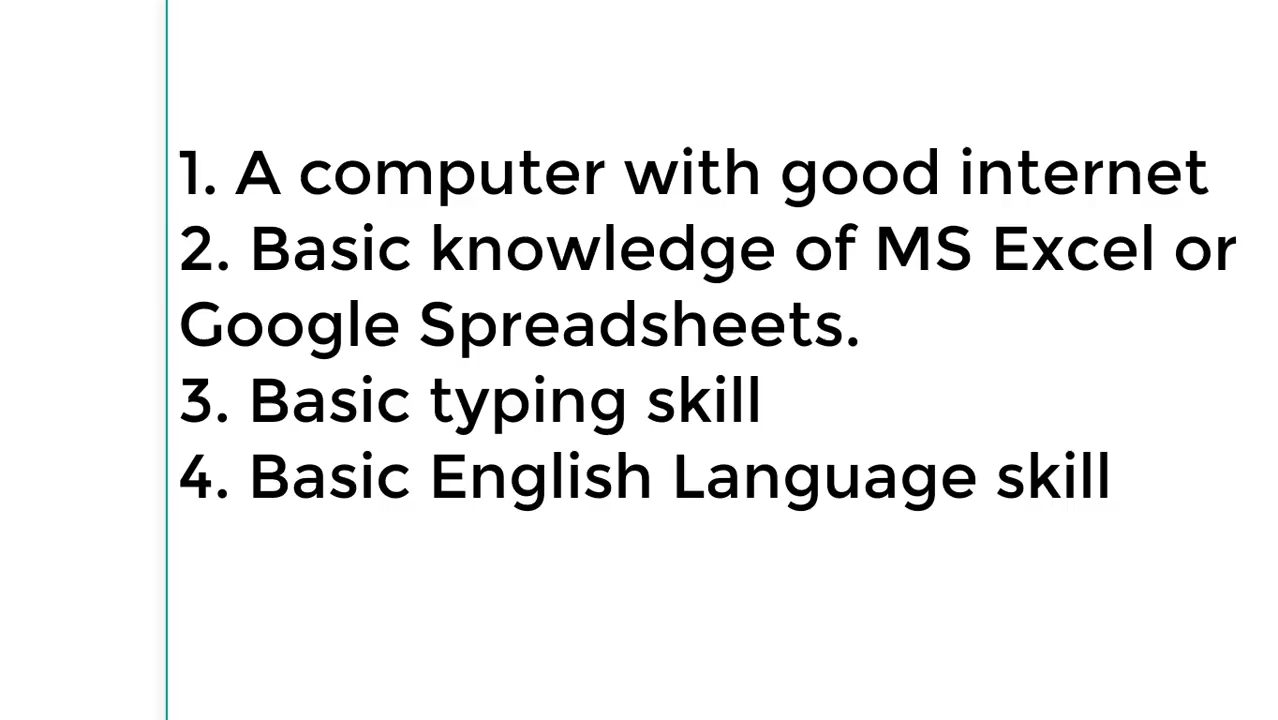 1. A computer with good internet
2. Basic knowledge of MS Excel or
Google Spreadsheets.
3. Basic typing skill
4. Basic English Language skill